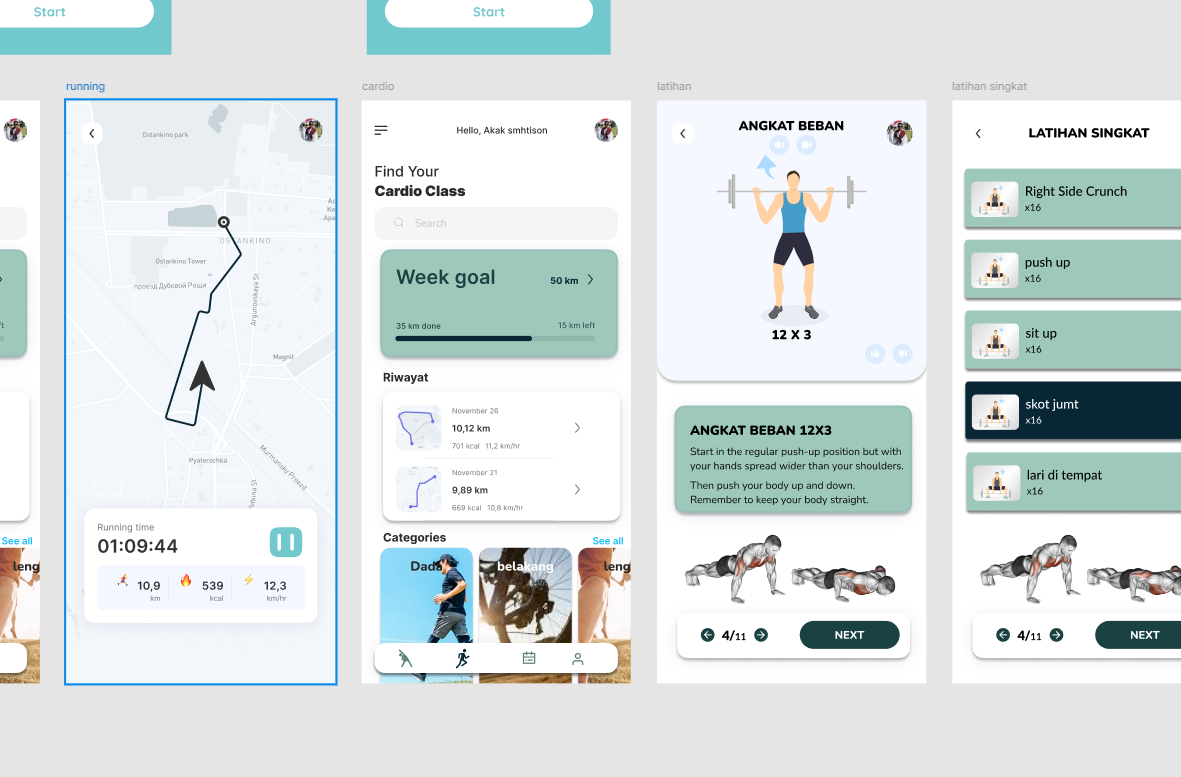 Start
Start
running
cardio
latihan
latihan singkat
Ostankino park
OSTANKINO
Ostankino Tower
проезд Дубовой Рощи
Argunovskaya St
Magnit
Pyaterochka
Murmansky Proezd
Running time
01:09:44
10,9
km
539
kcal
12,3
km/hr
See all
leng
Hello, Akak smhtison
Find Your
Cardio Class
Search
Week goal
50 km
35 km done
15 km left
Riwayat
November 26
10,12 km
701 kcal 11,2 km/hr
November 21
9,89 km
669 kcal 10,8 km/hr
Categories
See all
Dada
belakang
leng
ANGKAT BEBAN
12 X 3
ANGKAT BEBAN 12X3
Start in the regular push-up position but with
your hands spread wider than your shoulders.
Then push your body up and down.
Remember to keep your body straight.
4/11
NEXT
LATIHAN SINGKAT
Right Side Crunch
x16
push up
x16
sit up
x16
skot jumt
x16
lari di tempat
x16
4/11
NEXT